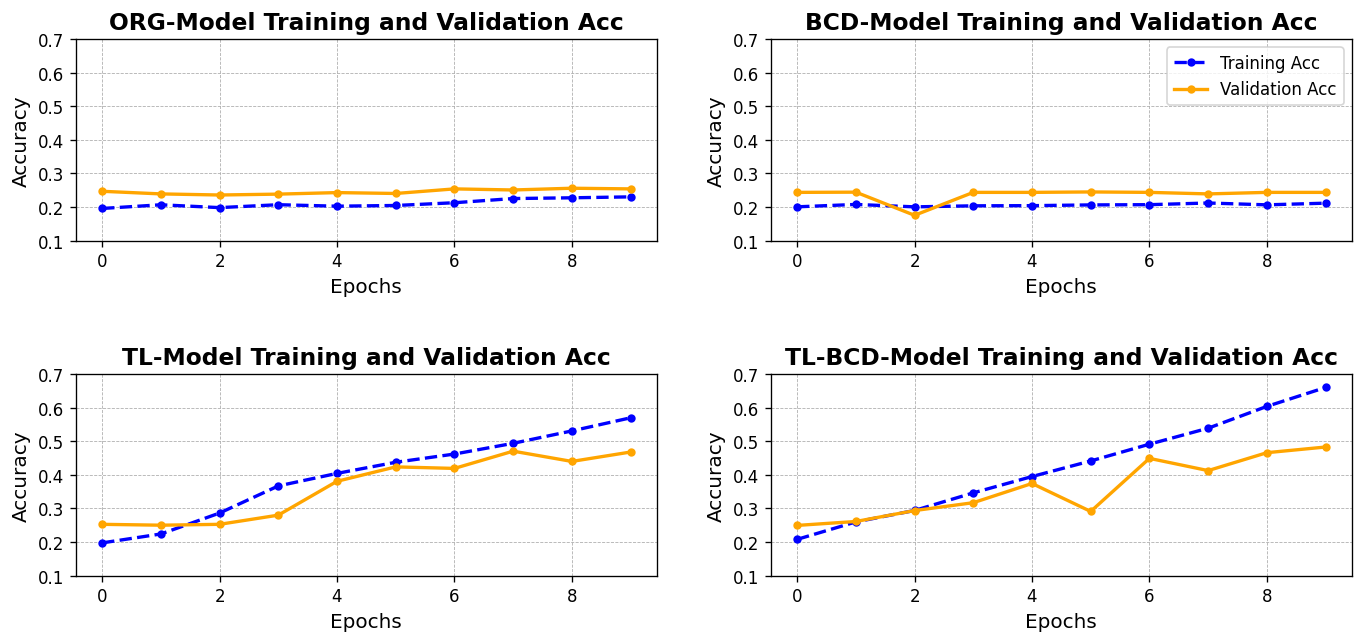 ORG-Model Training and Validation Acc
0.7
0.6
0.5
0.4
0.3
0.2
0.1
Accuracy
0 2 4 6 8
Epochs
BCD-Model Training and Validation Acc
0.7
0.6
0.5
0.4
0.3
0.2
0.1
Accuracy
Training Acc
Validation Acc
0 2 4 6 8
Epochs
TL-Model Training and Validation Acc
0.7
0.6
0.5
0.4
0.3
0.2
0.1
Accuracy
0 2 4 6 8
Epochs
TL-BCD-Model Training and Validation Acc
0.7
0.6
0.5
0.4
0.3
0.2
0.1
Accuracy
0 2 4 6 8
Epochs